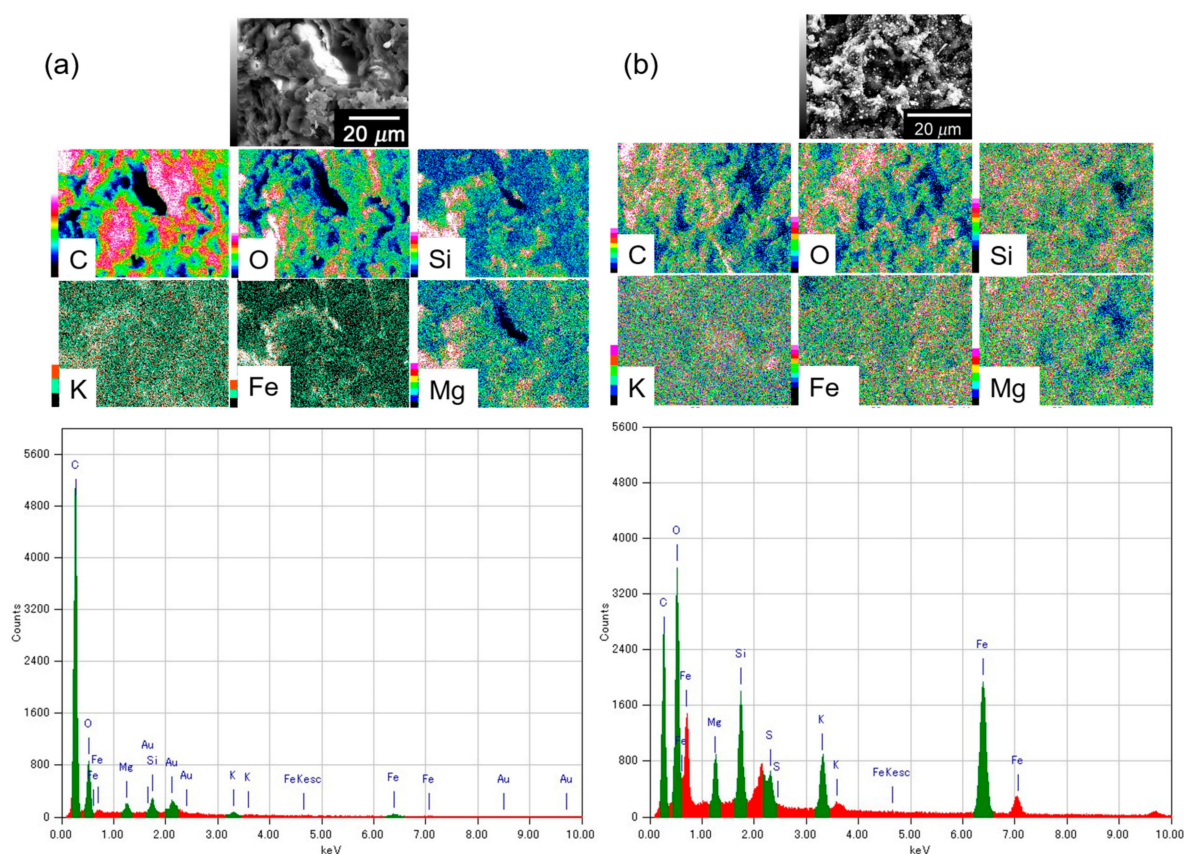 (a)
(b)
20 μm
20 μm
C
O
Si
C
O
Si
K
Fe
Mg
K
Fe
Mg
5600
4800
4000
3200
2400
1600
800
0
Counts
C
O
Fe
Fe
Mg
Au
Si
Au
Au
K
K
FeKesc
Fe
Fe
Au
Au
0.00 1.00 2.00 3.00 4.00 5.00 6.00 7.00 8.00 9.00 10.00
keV
5600
4800
4000
3200
2400
1600
800
0
Counts
C
O
Fe
Fe
Mg
Si
S
S
K
K
FeKesc
Fe
Fe
0.00 1.00 2.00 3.00 4.00 5.00 6.00 7.00 8.00 9.00 10.00
keV